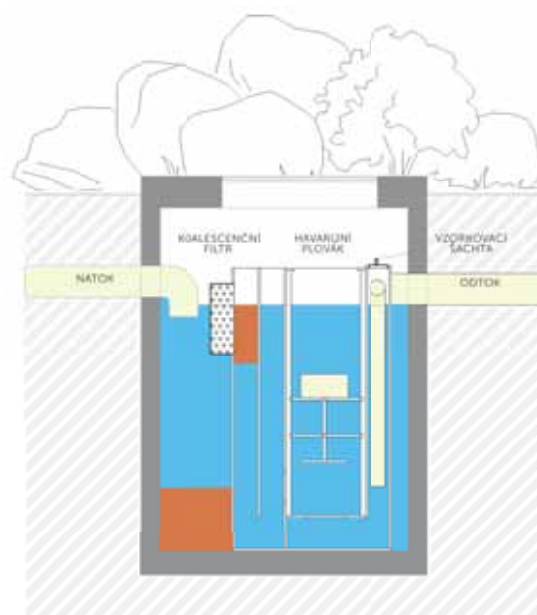 KOALESCENČNÍ
FILTR
HAVARIJNÍ
PLOVÁK
VZORKOVACÍ
ŠACHTA
NÁTOK
ODTOK